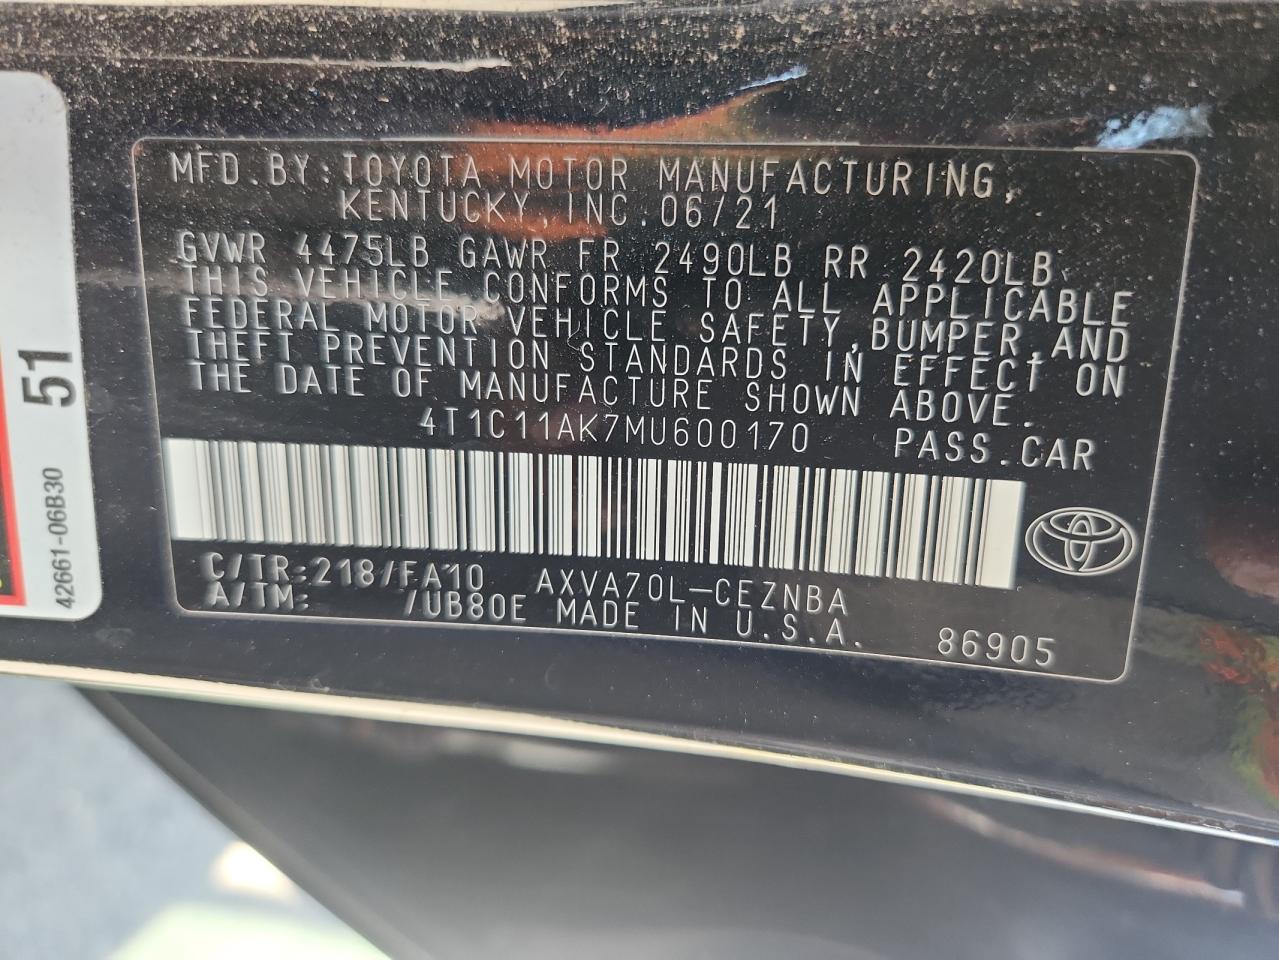 MFD.BY:TOYOTA MOTOR MANUFACTURING,
KENTUCKY,INC.06/21
GVWR 4475LB GAWR FR 2490LB RR 2420LB
THIS VEHICLE CONFORMS TO ALL APPLICABLE
FEDERAL MOTOR VEHICLE SAFETY,BUMPER,AND
THEFT PREVENTION STANDARDS IN EFFECT ON
THE DATE OF MANUFACTURE SHOWN ABOVE.
4T1C11AK7MU600170 PASS.CAR
C/TR:218/FA10 AXVA70L-CEZNBA
A/TM: /UB80E MADE IN U.S.A. 86905
51
42661-06B30